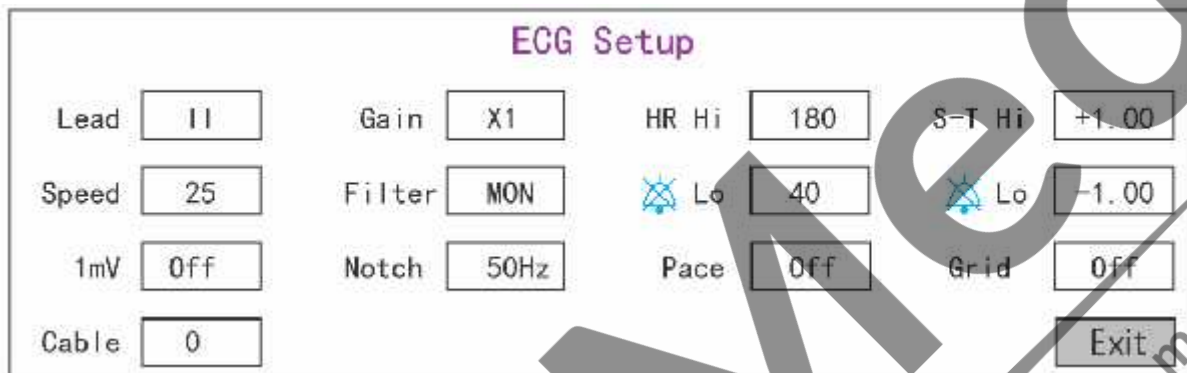 ECG Setup
Lead II Gain X1 HR Hi 180 S-T Hi +1.00
Speed 25 Filter MON Lo 40 Lo -1.00
1mV Off Notch 50Hz Pace Off Grid Off
Cable 0 Exit